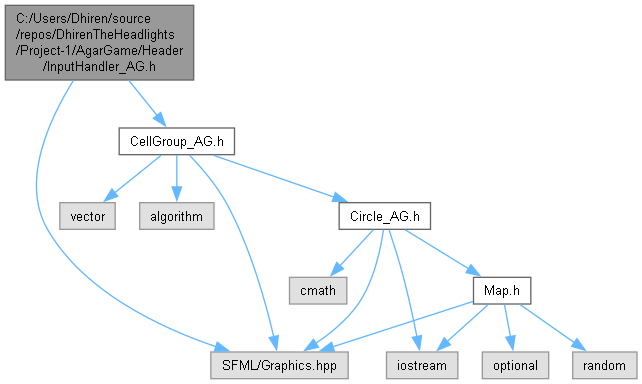 C:/Users/Dhiren/source
/repos/DhirenTheHeadlights
/Project-1/AgarGame/Header
/InputHandler_AG.h
CellGroup_AG.h
vector
algorithm
Circle_AG.h
cmath
Map.h
SFML/Graphics.hpp
iostream
optional
random